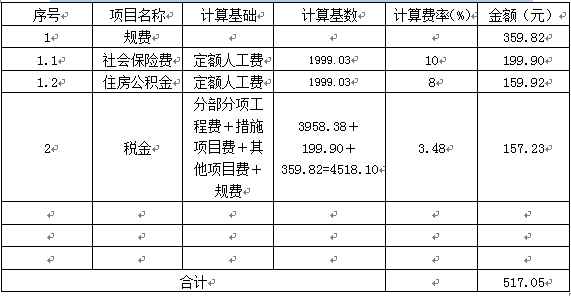 序号 项目名称 计算基础 计算基数 计算费率(%) 金额（元）
1 规费 359.82
1.1 社会保险费 定额人工费 1999.03 10 199.90
1.2 住房公积金 定额人工费 1999.03 8 159.92
2 税金 分部分项工程费＋措施项目费＋其他项目费＋规费 3958.38＋199.90＋359.82=4518.10 3.48 157.23
合计 517.05